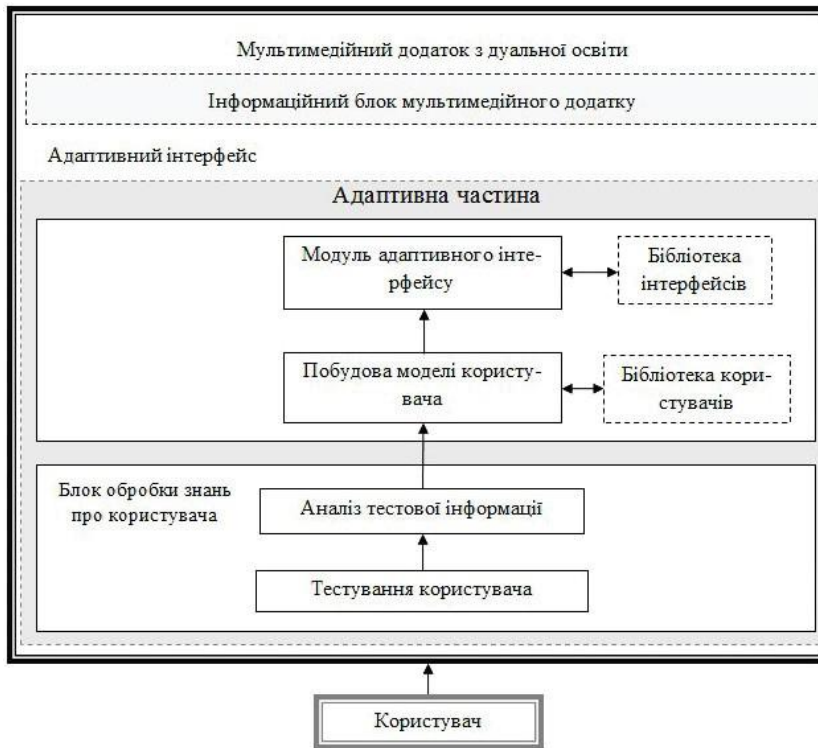 Мультимедійний додаток з дуальної освіти
Інформаційний блок мультимедійного додатку
Адаптивний інтерфейс
Адаптивна частина
Модуль адаптивного інте-
рфейсу
Бібліотека
інтерфейсів
Побудова моделі користу-
вача
Бібліотека кори-
стувачів
Блок обробки знань
про користувача
Аналіз тестової інформації
Тестування користувача
Користувач